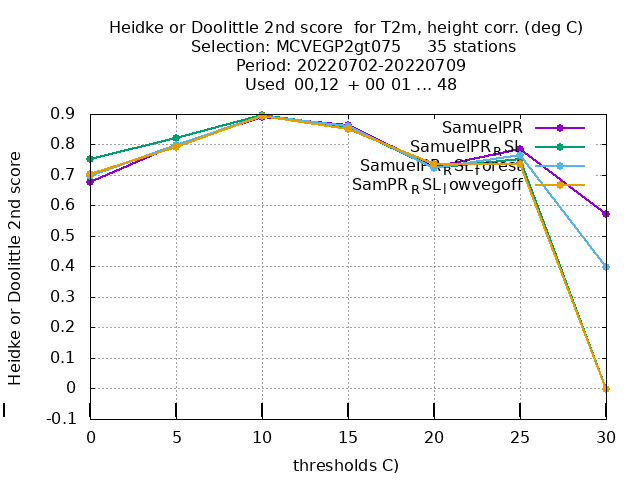 Heidke or Doolittle 2nd score  for T2m, height corr. (deg C)
Selection: MCVEGP2gt075     35 stations
Period: 20220702-20220709
Used  00,12  + 00 01 ... 48
Heidke or Doolittle 2nd score
0.9
0.8
0.7
0.6
0.5
0.4
0.3
0.2
0.1
0
-0.1
SamuelPR
SamuelPR_RSL
SamuelPR_RSL_forest
SamPR_RSL_lowvegoff
0 5 10 15 20 25 30
thresholds C)